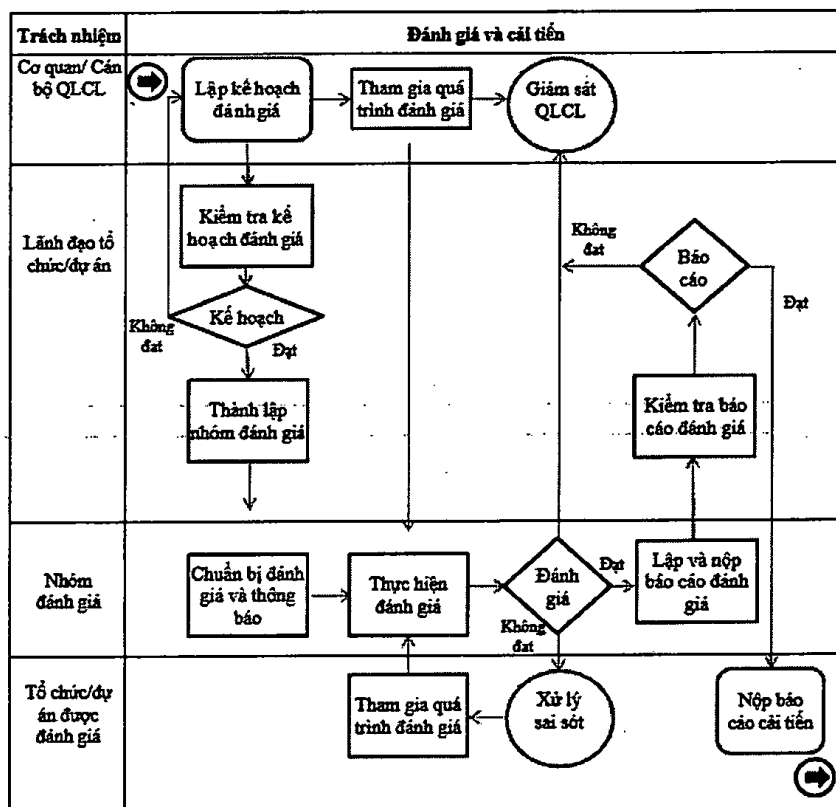 Trách nhiệm
Đánh giá và cải tiến
Cơ quan/ Cán
bộ QLCL
Lập kế hoạch
đánh giá
Tham gia quá
trình đánh giá
Giám sát
QLCL
Lãnh đạo tổ
chức/dự án
Kiểm tra kế
hoạch đánh giá
Không
đat
Báo
cáo
Kế hoạch
Không
đat
Đạt
Đạt
Thành lập
nhóm đánh giá
Kiểm tra báo
cáo đánh giá
Nhóm
đánh giá
Chuẩn bị đánh
giá và thông
báo
Thực hiện
đánh giá
Đánh
giá
Đạt
Lập và nộp
báo cáo đánh
giá
Không
đat
Tổ chức/dự
án được
đánh giá
Tham gia quá
trình đánh giá
Xử lý
sai sót
Nộp báo
cáo cải tiến